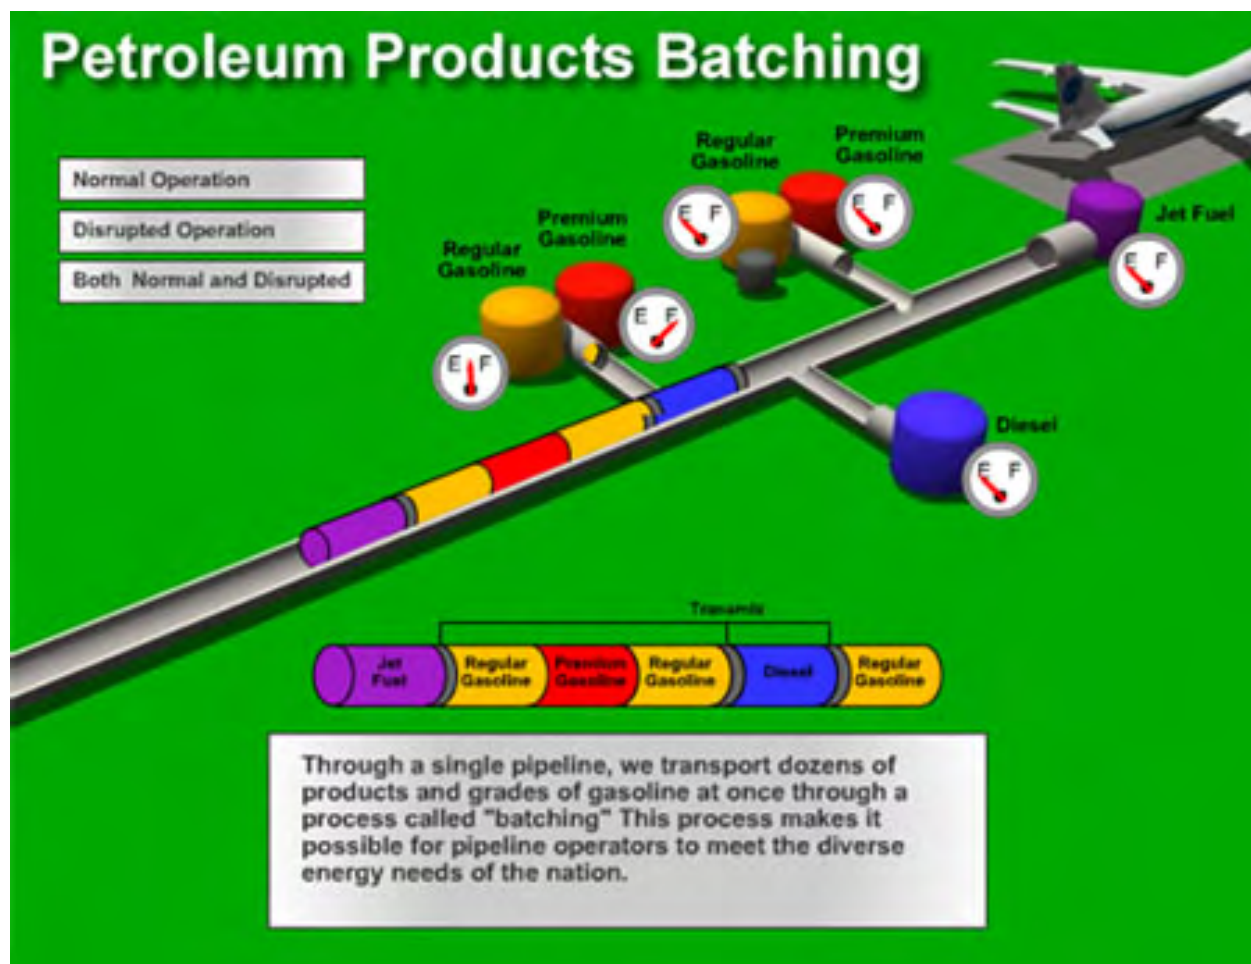 Petroleum Products Batching
Normal Operation
Disrupted Operation
Both Normal and Disrupted
Regular
Gasoline
Premium
Gasoline
E F
E F
Regular
Gasoline
Premium
Gasoline
E F
E F
Jet Fuel
E F
Diesel
E F
Transmix
Jet
Fuel
Regular
Gasoline
Premium
Gasoline
Regular
Gasoline
Diesel
Regular
Gasoline
Through a single pipeline, we transport dozens of
products and grades of gasoline at once through a
process called "batching" This process makes it
possible for pipeline operators to meet the diverse
energy needs of the nation.